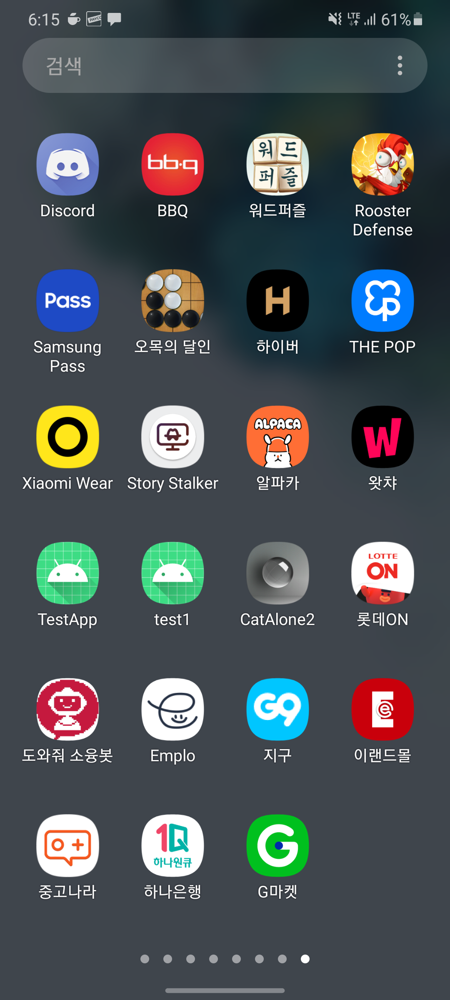 6:15 PAYCO LTE 61%
검색
워드
bb.q
퍼즐
Discord BBQ 워드퍼즐 Rooster
Defense
Pass H
Samsung 오목의 달인 하이버 THE POP
Pass
ALPACA W
Xiaomi Wear Story Stalker 알파카 왓챠
LOTTE
ON
TestApp test1 CatAlone2 롯데ON
G9 e
도와줘 소융봇 Emplo 지구 이랜드몰
1Q G
하나원큐
중고나라 하나은행 G마켓